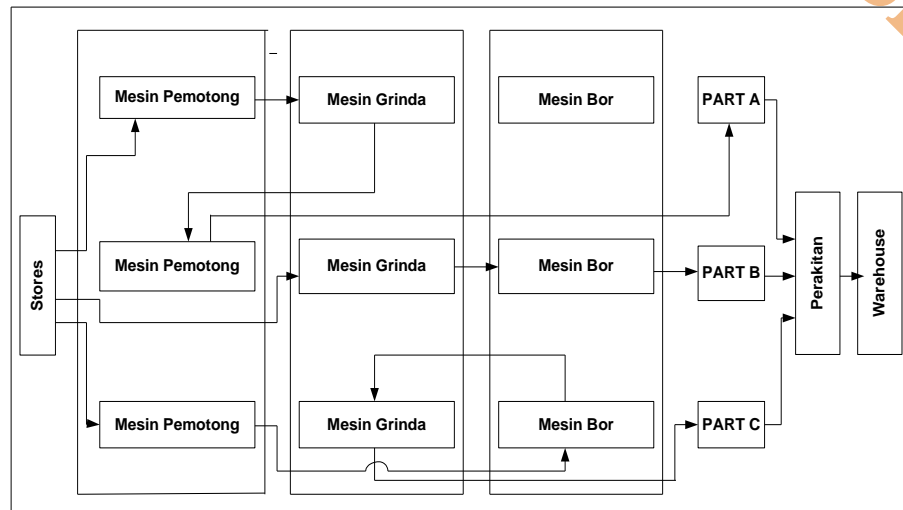 Mesin Pemotong
Mesin Grinda
Mesin Bor
PART A
Stores
Mesin Pemotong
Mesin Grinda
Mesin Bor
PART B
Perakitan
Warehouse
Mesin Pemotong
Mesin Grinda
Mesin Bor
PART C